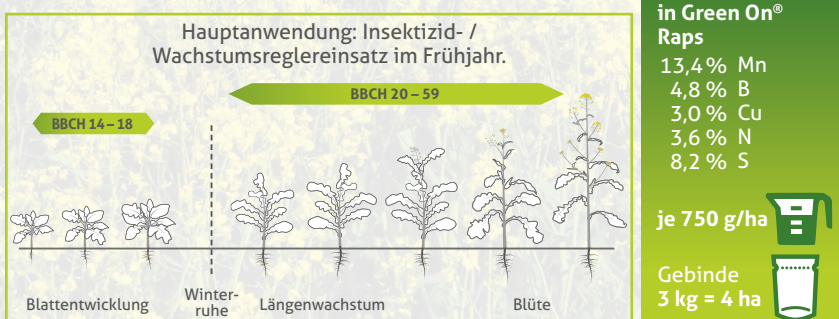 Hauptanwendung: Insektizid- /
Wachstumsreglereinsatz im Frühjahr.
BBCH 20 – 59
BBCH 14 – 18
Blattentwicklung
Winter-
ruhe
Längenwachstum
Blüte
in Green On®
Raps
13,4 % Mn
4,8 % B
3,0 % Cu
3,6 % N
8,2 % S
je 750 g/ha
Gebinde
3 kg = 4 ha